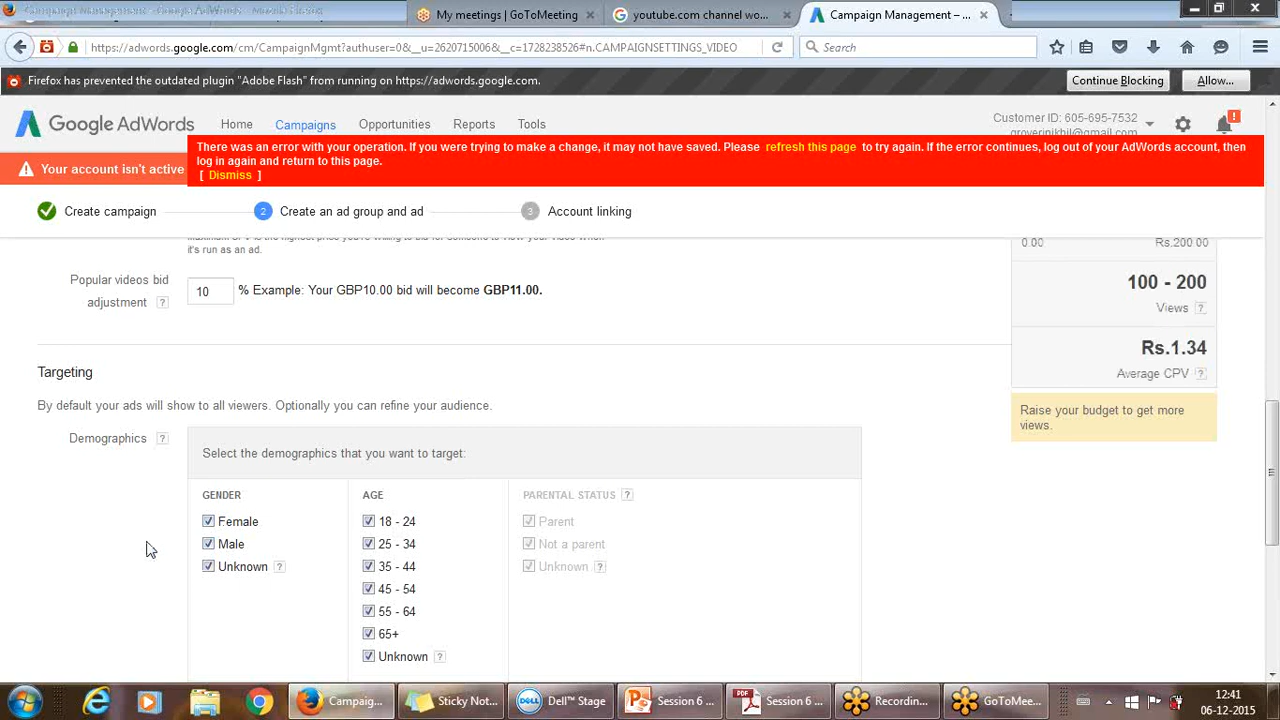 Campaign Management - Google AdWords - Mozilla Firefox
My meetings | GoToMeeting
youtube.com channel wo...
Campaign Management – ...
https://adwords.google.com/cm/CampaignMgmt?authuser=0&__u=2620715006&__c=1728238526#n.CAMPAIGNSETTINGS_VIDEO
Search
Firefox has prevented the outdated plugin "Adobe Flash" from running on https://adwords.google.com.
Continue Blocking
Allow...
Google AdWords
Home
Campaigns
Opportunities
Reports
Tools
Customer ID: 605-695-7532
groverinikhil@gmail.com
Your account isn't active
There was an error with your operation. If you were trying to make a change, it may not have saved. Please refresh this page to try again. If the error continues, log out of your AdWords account, then
log in again and return to this page.
[ Dismiss ]
Create campaign
2 Create an ad group and ad
3 Account linking
it's run as an ad.
0.00 Rs.200.00
Popular videos bid
adjustment ?
10 % Example: Your GBP10.00 bid will become GBP11.00.
100 - 200
Views ?
Rs.1.34
Average CPV ?
Raise your budget to get more
views.
Targeting
By default your ads will show to all viewers. Optionally you can refine your audience.
Demographics ?
Select the demographics that you want to target:
GENDER
Female
Male
Unknown ?
AGE
18 - 24
25 - 34
35 - 44
45 - 54
55 - 64
65+
Unknown ?
PARENTAL STATUS ?
Parent
Not a parent
Unknown ?
Campaig...
Sticky Not...
Dell™ Stage
Session 6 ...
Session 6 ...
Recordin...
GoToMee...
12:41
06-12-2015